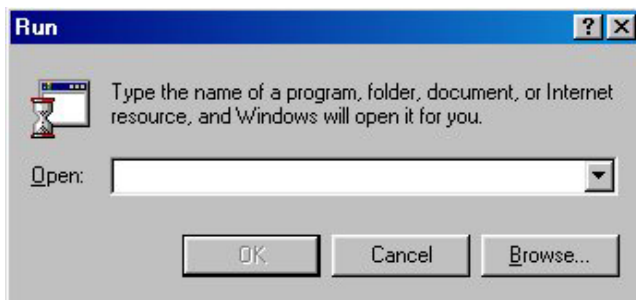 Run
Type the name of a program, folder, document, or Internet
resource, and Windows will open it for you.
Open:
OK Cancel Browse...